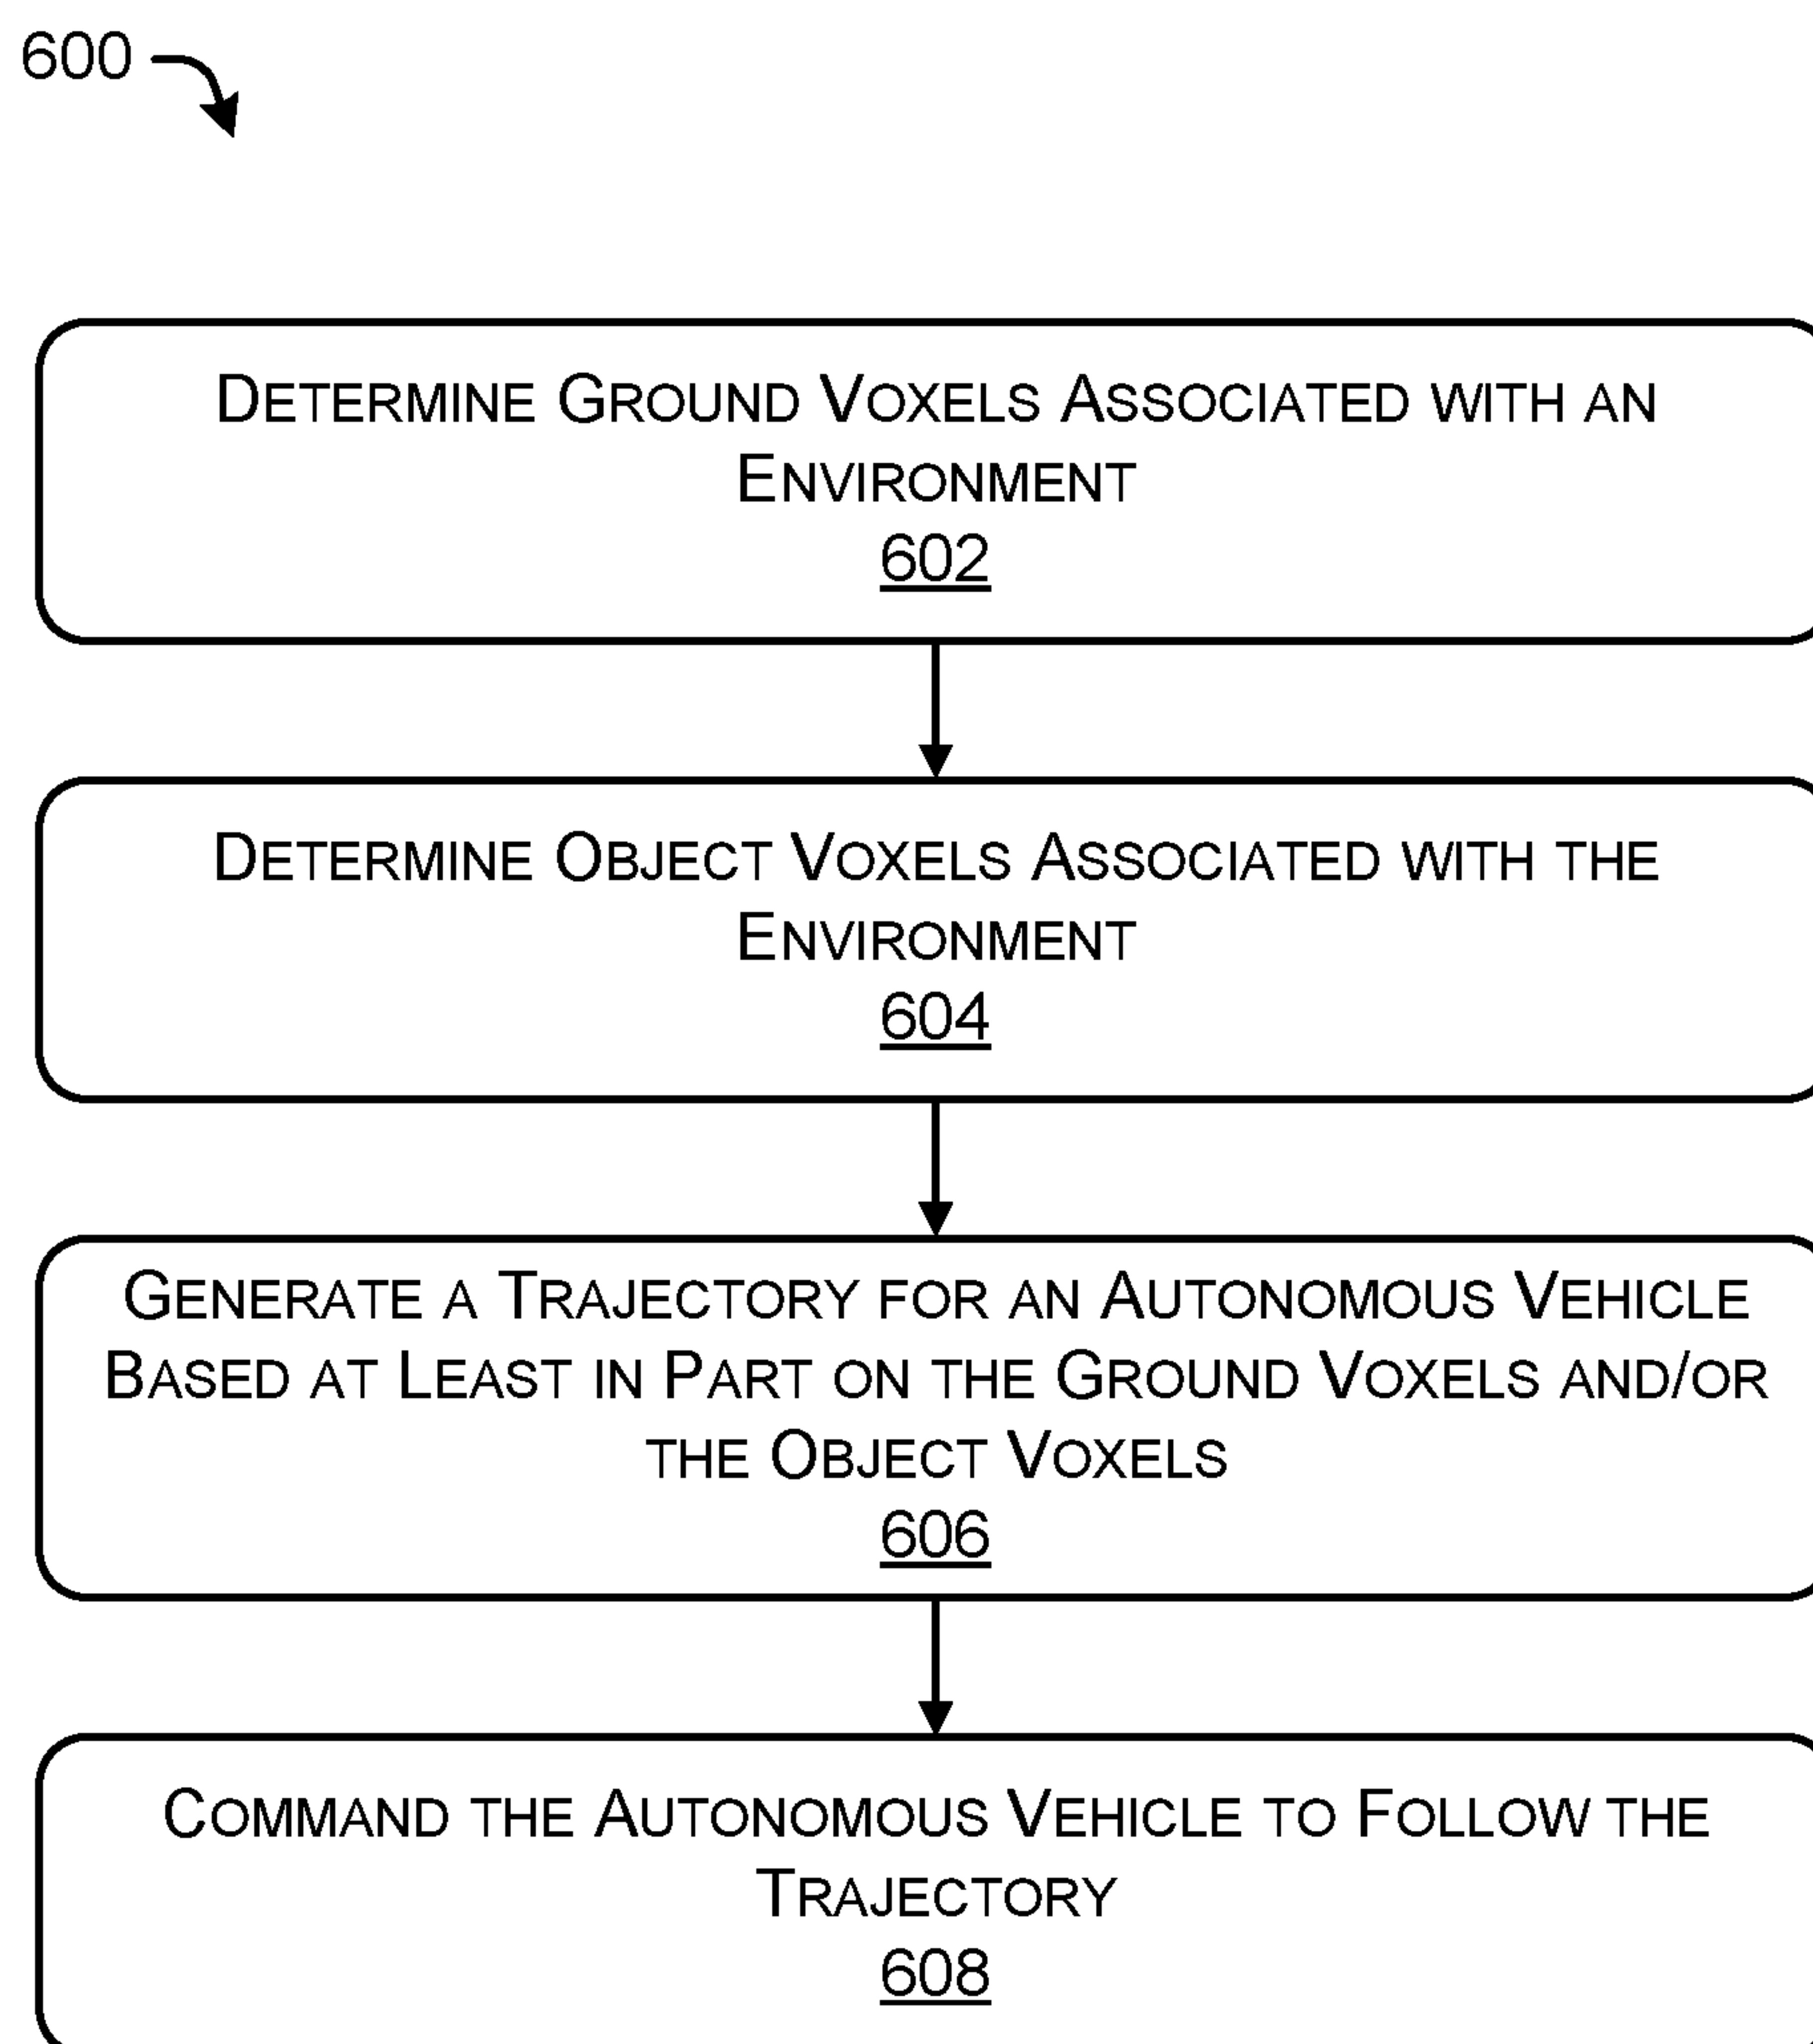 600
DETERMINE GROUND VOXELS ASSOCIATED WITH AN
ENVIRONMENT
602
DETERMINE OBJECT VOXELS ASSOCIATED WITH THE
ENVIRONMENT
604
GENERATE A TRAJECTORY FOR AN AUTONOMOUS VEHICLE
BASED AT LEAST IN PART ON THE GROUND VOXELS AND/OR
THE OBJECT VOXELS
606
COMMAND THE AUTONOMOUS VEHICLE TO FOLLOW THE
TRAJECTORY
608